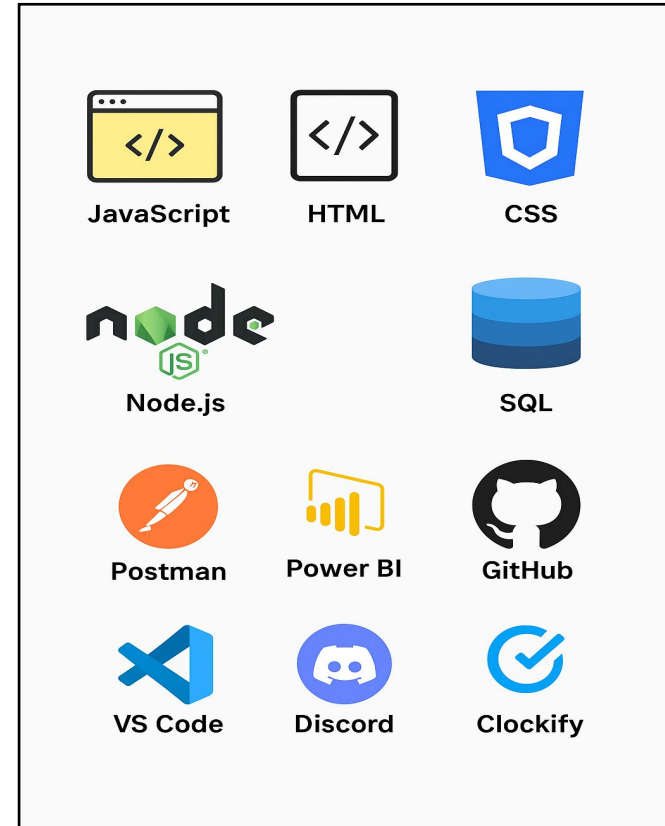 </>
</>
JavaScript
HTML
CSS
node
JS
Node.js
SQL
Postman
Power BI
GitHub
VS Code
Discord
Clockify